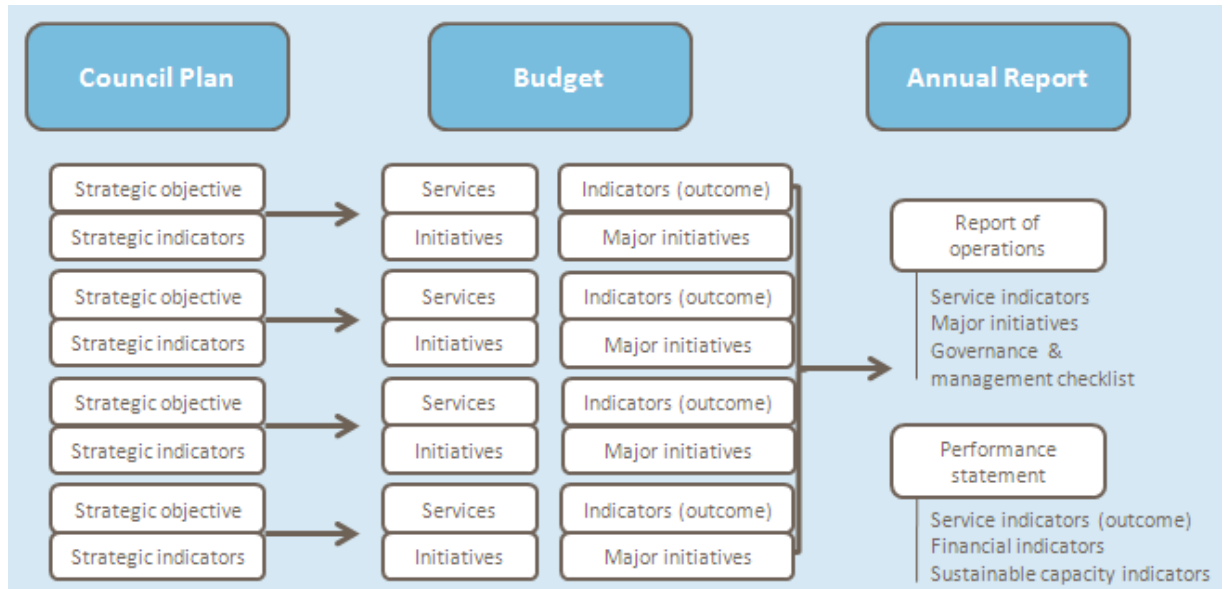 Council Plan
Budget
Annual Report
Strategic objective
Strategic indicators
Services
Initiatives
Indicators (outcome)
Major initiatives
Strategic objective
Strategic indicators
Services
Initiatives
Indicators (outcome)
Major initiatives
Strategic objective
Strategic indicators
Services
Initiatives
Indicators (outcome)
Major initiatives
Strategic objective
Strategic indicators
Services
Initiatives
Indicators (outcome)
Major initiatives
Report of
operations
Service indicators
Major initiatives
Governance &
management checklist
Performance
statement
Service indicators (outcome)
Financial indicators
Sustainable capacity indicators